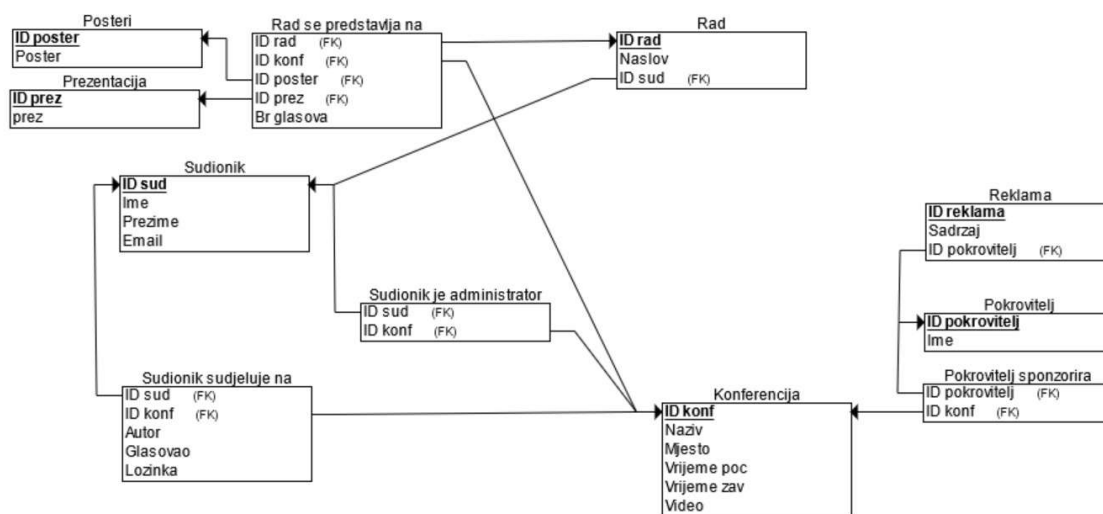 Posteri
ID poster
Poster
Prezentacija
ID prez
prez
Rad se predstavlja na
ID rad (FK)
ID konf (FK)
ID poster (FK)
ID prez (FK)
Br glasova
Rad
ID rad
Naslov
ID sud (FK)
Sudionik
ID sud
Ime
Prezime
Email
Sudionik je administrator
ID sud (FK)
ID konf (FK)
Sudionik sudjeluje na
ID sud (FK)
ID konf (FK)
Autor
Glasovao
Lozinka
Reklama
ID reklama
Sadrzaj
ID pokrovitelj (FK)
Pokrovitelj
ID pokrovitelj
Ime
Pokrovitelj sponzorira
ID pokrovitelj (FK)
ID konf (FK)
Konferencija
ID konf
Naziv
Mjesto
Vrijeme poc
Vrijeme zav
Video